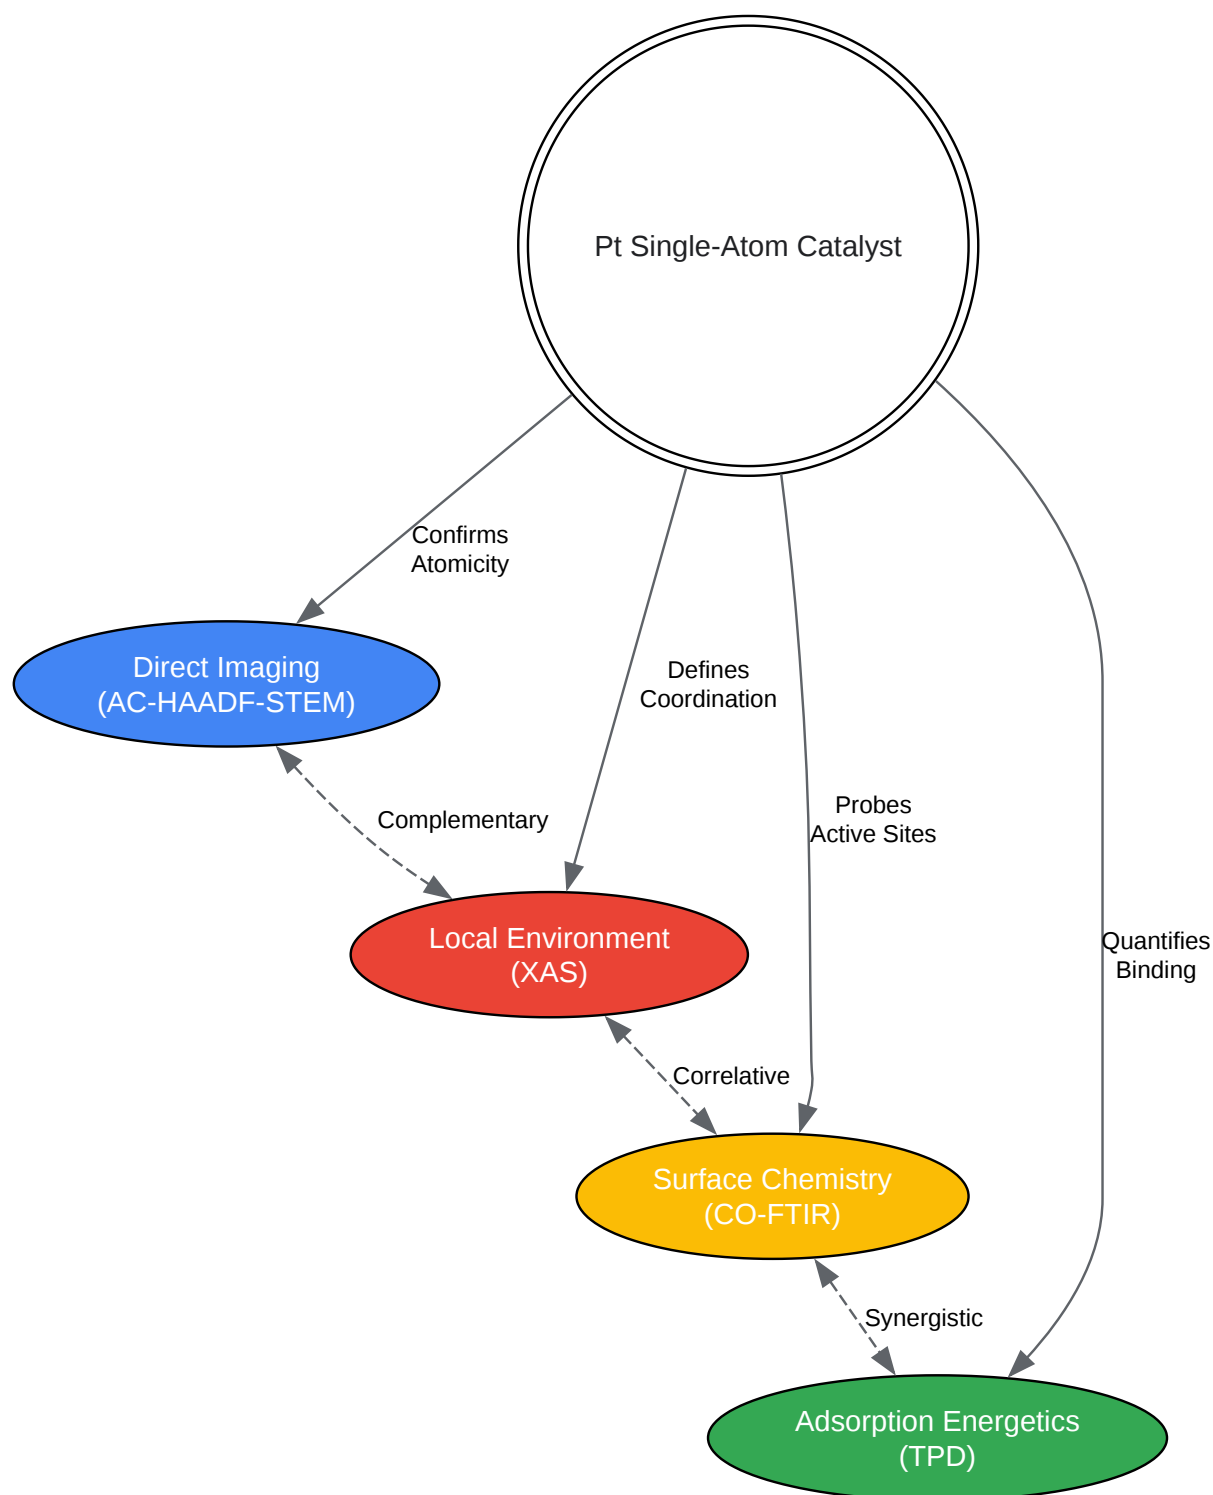 Pt Single-Atom Catalyst
Confirms
Atomicity
Direct Imaging
(AC-HAADF-STEM)
Defines
Coordination
Complementary
Probes
Active Sites
Quantifies
Binding
Local Environment
(XAS)
Correlative
Surface Chemistry
(CO-FTIR)
Synergistic
Adsorption Energetics
(TPD)